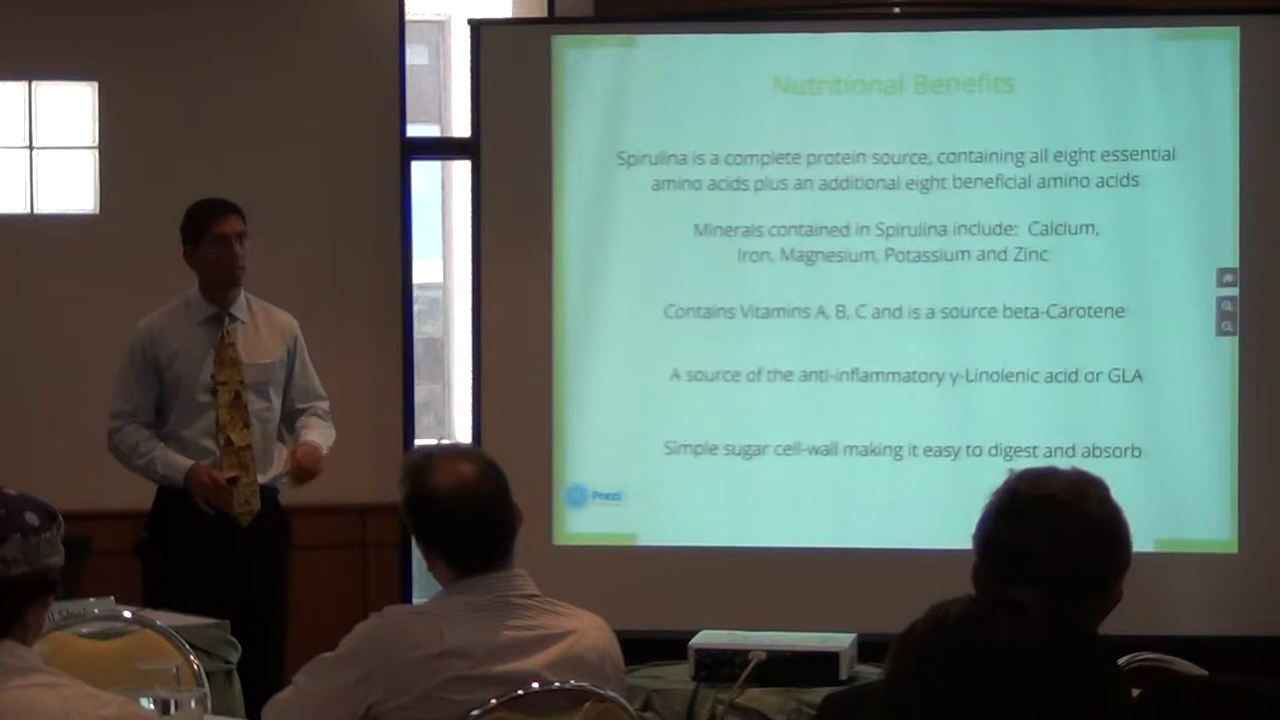 Nutritional Benefits
Spirulina is a complete protein source, containing all eight essential
amino acids plus an additional eight beneficial amino acids
Minerals contained in Spirulina include: Calcium,
Iron, Magnesium, Potassium and Zinc
Contains Vitamins A, B, C and is a source beta-Carotene
A source of the anti-inflammatory γ-Linolenic acid or GLA
Simple sugar cell-wall making it easy to digest and absorb
Prezi